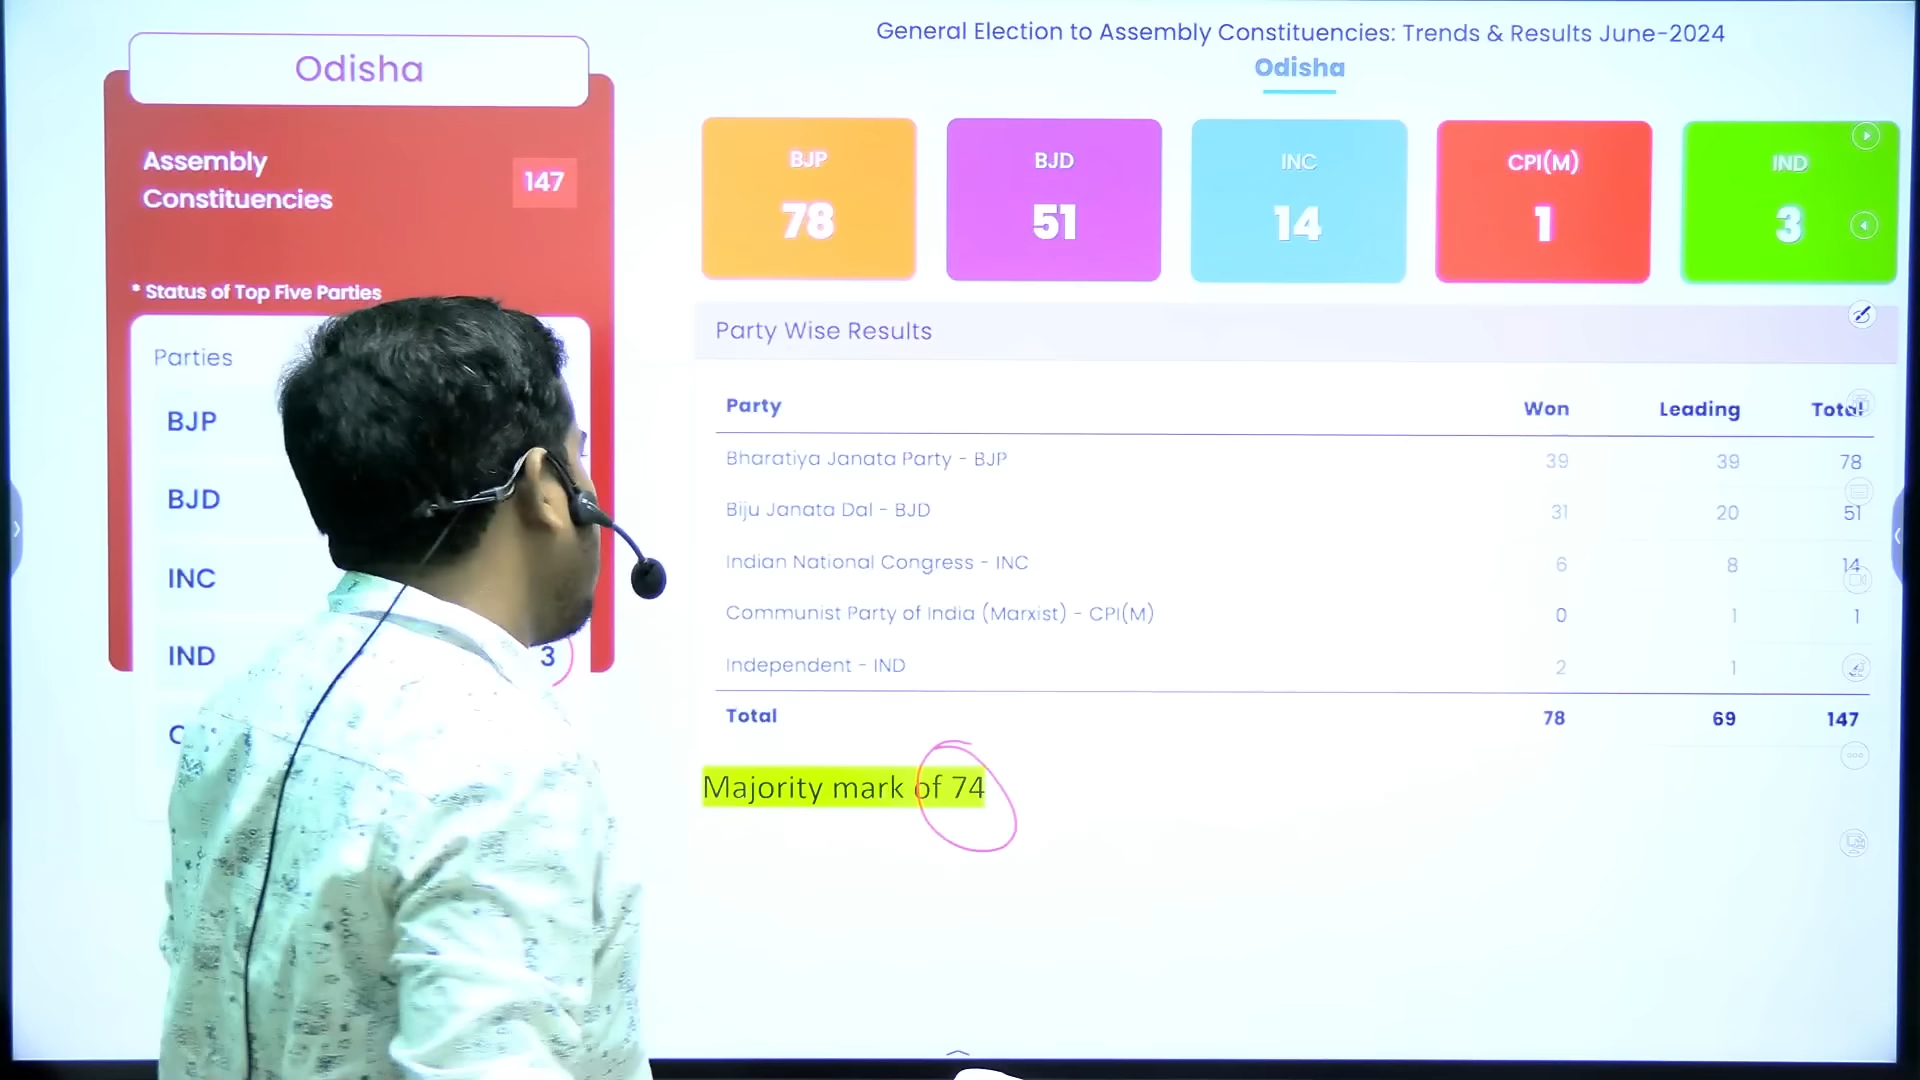 Odisha
Assembly
Constituencies
147
* Status of Top Five Parties
Parties
BJP
BJD
INC
IND
3
General Election to Assembly Constituencies: Trends & Results June-2024
Odisha
BJP
78
BJD
51
INC
14
CPI(M)
1
IND
3
Party Wise Results
Party Won Leading Total
Bharatiya Janata Party - BJP 39 39 78
Biju Janata Dal - BJD 31 20 51
Indian National Congress - INC 6 8 14
Communist Party of India (Marxist) - CPI(M) 0 1 1
Independent - IND 2 1
Total 78 69 147
Majority mark of 74